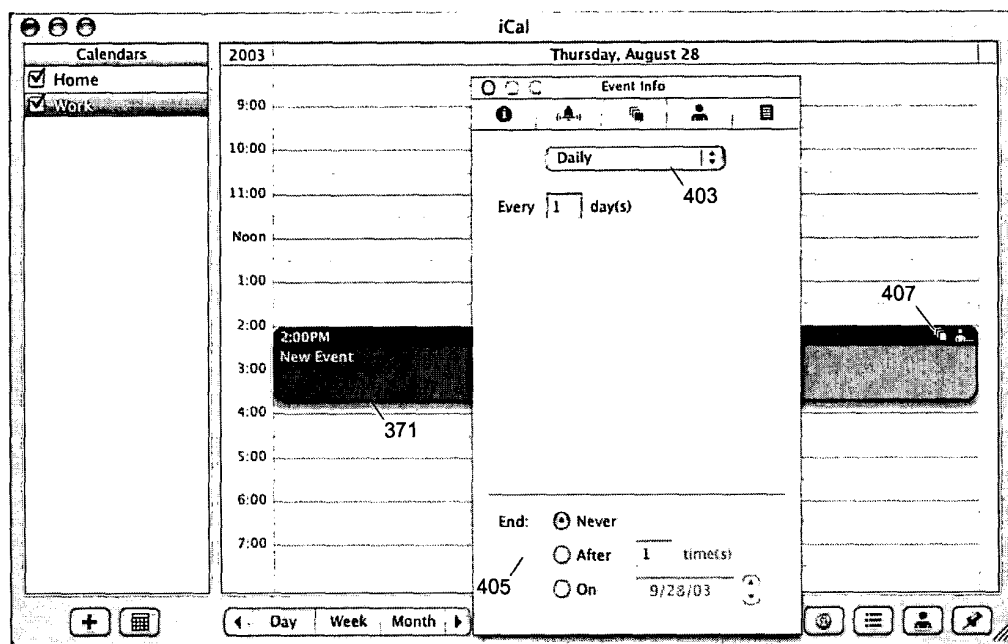 iCal
Calendars
Home
Work
2003
Thursday, August 28
9:00
10:00
11:00
Noon
1:00
2:00
3:00
4:00
5:00
6:00
7:00
2:00PM
New Event
371
407
Event Info
Daily
403
Every 1 day(s)
End: Never
After 1 time(s)
On 9/28/03
405
Day Week Month